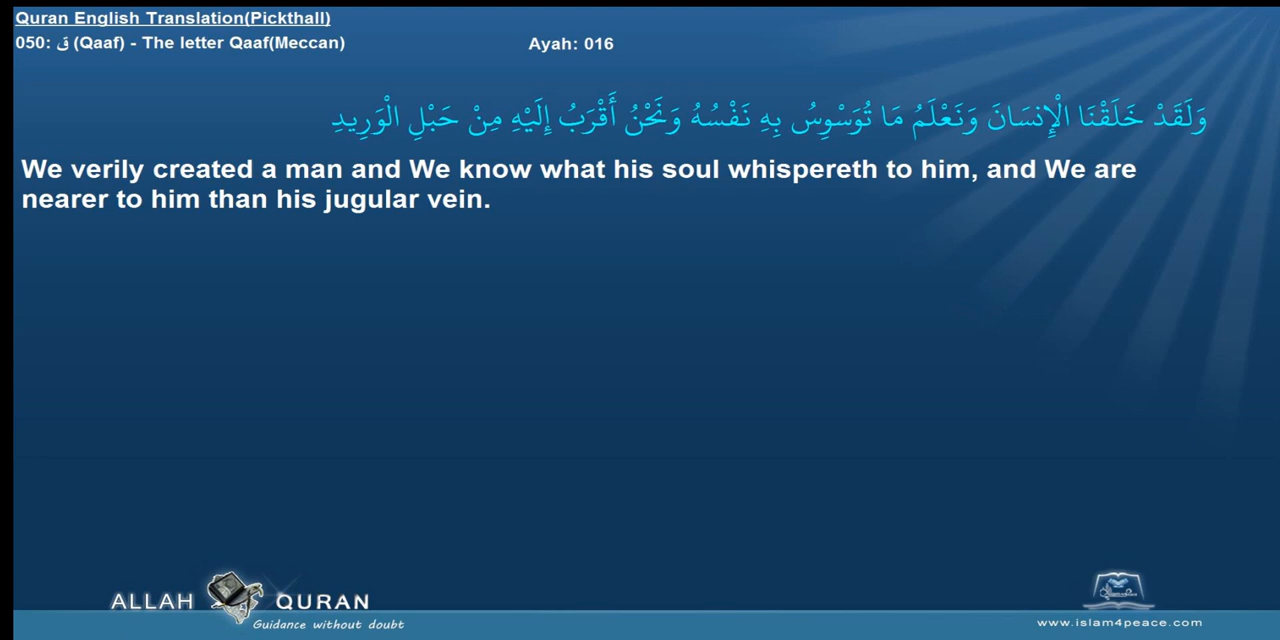 Quran English Translation(Pickthall)
050: ق (Qaaf) - The letter Qaaf(Meccan)
Ayah: 016
وَلَقَدْ خَلَقْنَا الْإِنسَانَ وَنَعْلَمُ مَا تُوَسْوِسُ بِهِ نَفْسُهُ وَنَحْنُ أَقْرَبُ إِلَيْهِ مِنْ حَبْلِ الْوَرِيدِ
We verily created a man and We know what his soul whispereth to him, and We are
nearer to him than his jugular vein.
ALLAH QURAN
Guidance without doubt
www.islam4peace.com